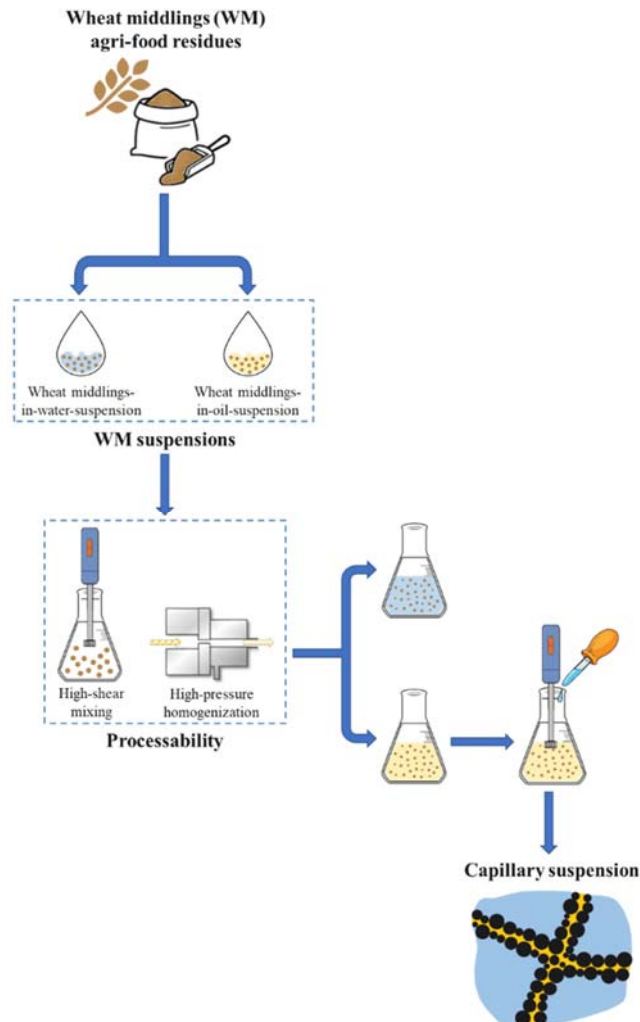 Wheat middlings (WM)
agri-food residues
Wheat middlings-
in-water-suspension
Wheat middlings-
in-oil-suspension
WM suspensions
High-shear
mixing
High-pressure
homogenization
Processability
Capillary suspension